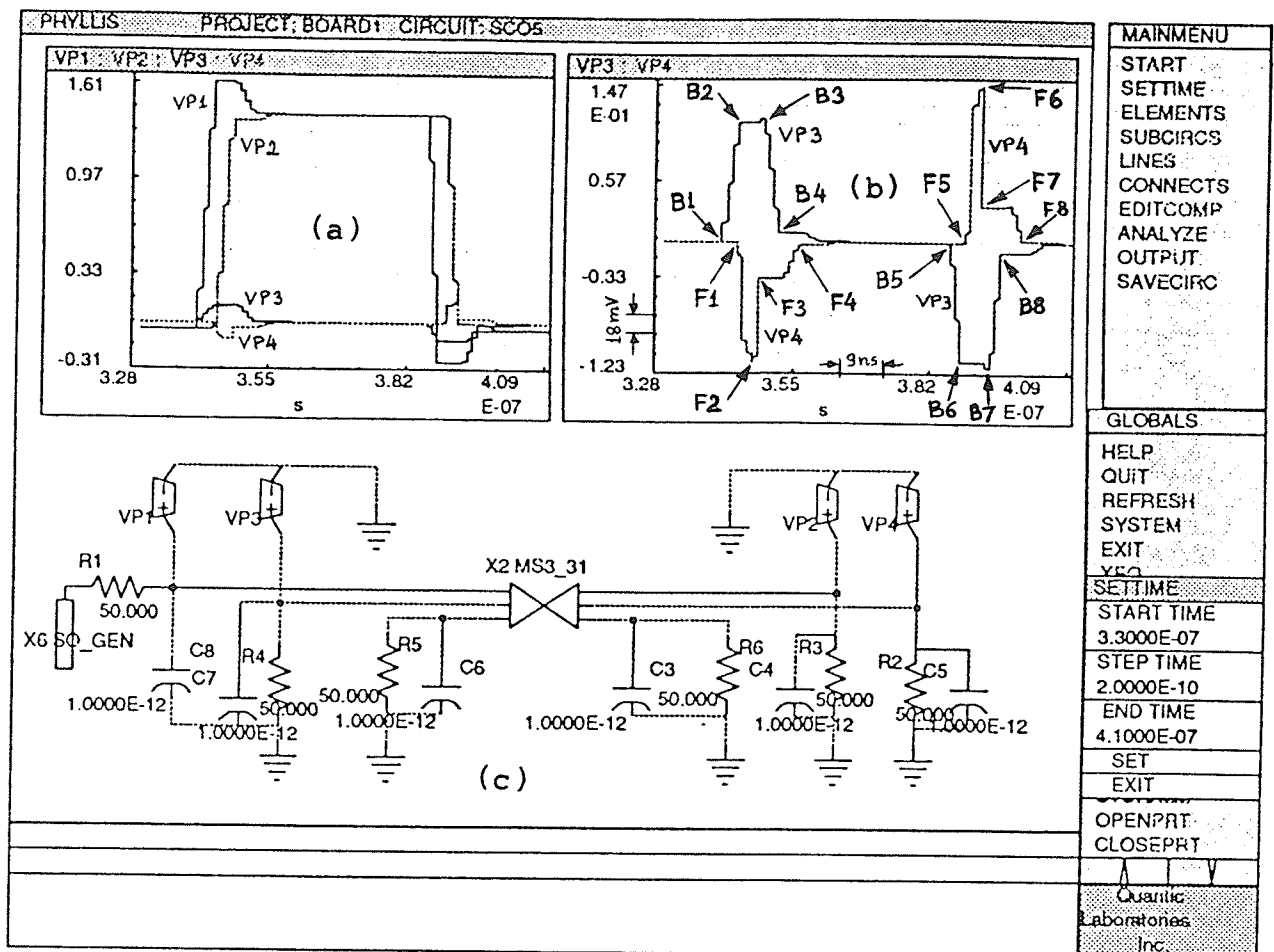 PHYLLIS PROJECT: BOARD1 CIRCUIT: SC05
VP1 : VP2 : VP3 : VP4
1.61
0.97
0.33
-0.31
3.28
3.55
3.82
4.09
s
E-07
VP1
VP2
VP3
VP4
(a)
VP3 : VP4
1.47
E-01
0.57
-0.33
-1.23
3.28
3.55
3.82
4.09
s
E-07
B2
B3
VP3
B1
B4
(b)
F5
F6
VP4
F7
F8
F1
F3
F4
B5
VP3
B8
18mV
VP4
9ns
F2
B6
B7
VP1
VP3
VP2
VP4
R1
50.000
X6 SQ_GEN
X2 MS3_31
C8
C7
1.0000E-12
R4
50.000
1.0000E-12
R5
50.000
C6
1.0000E-12
C3
1.0000E-12
R6
C4
50.000
R3
50.000
1.0000E-12
R2
50.000
C5
1.0000E-12
(c)
MAINMENU
START
SETTIME
ELEMENTS
SUBCIRCS
LINES
CONNECTS
EDITCOMP
ANALYZE
OUTPUT
SAVECIRC
GLOBALS
HELP
QUIT
REFRESH
SYSTEM
EXIT
SETTIME
START TIME
3.3000E-07
STEP TIME
2.0000E-10
END TIME
4.1000E-07
SET
EXIT
OPENPRT
CLOSEPRT
Quantic
Laboratories
Inc.